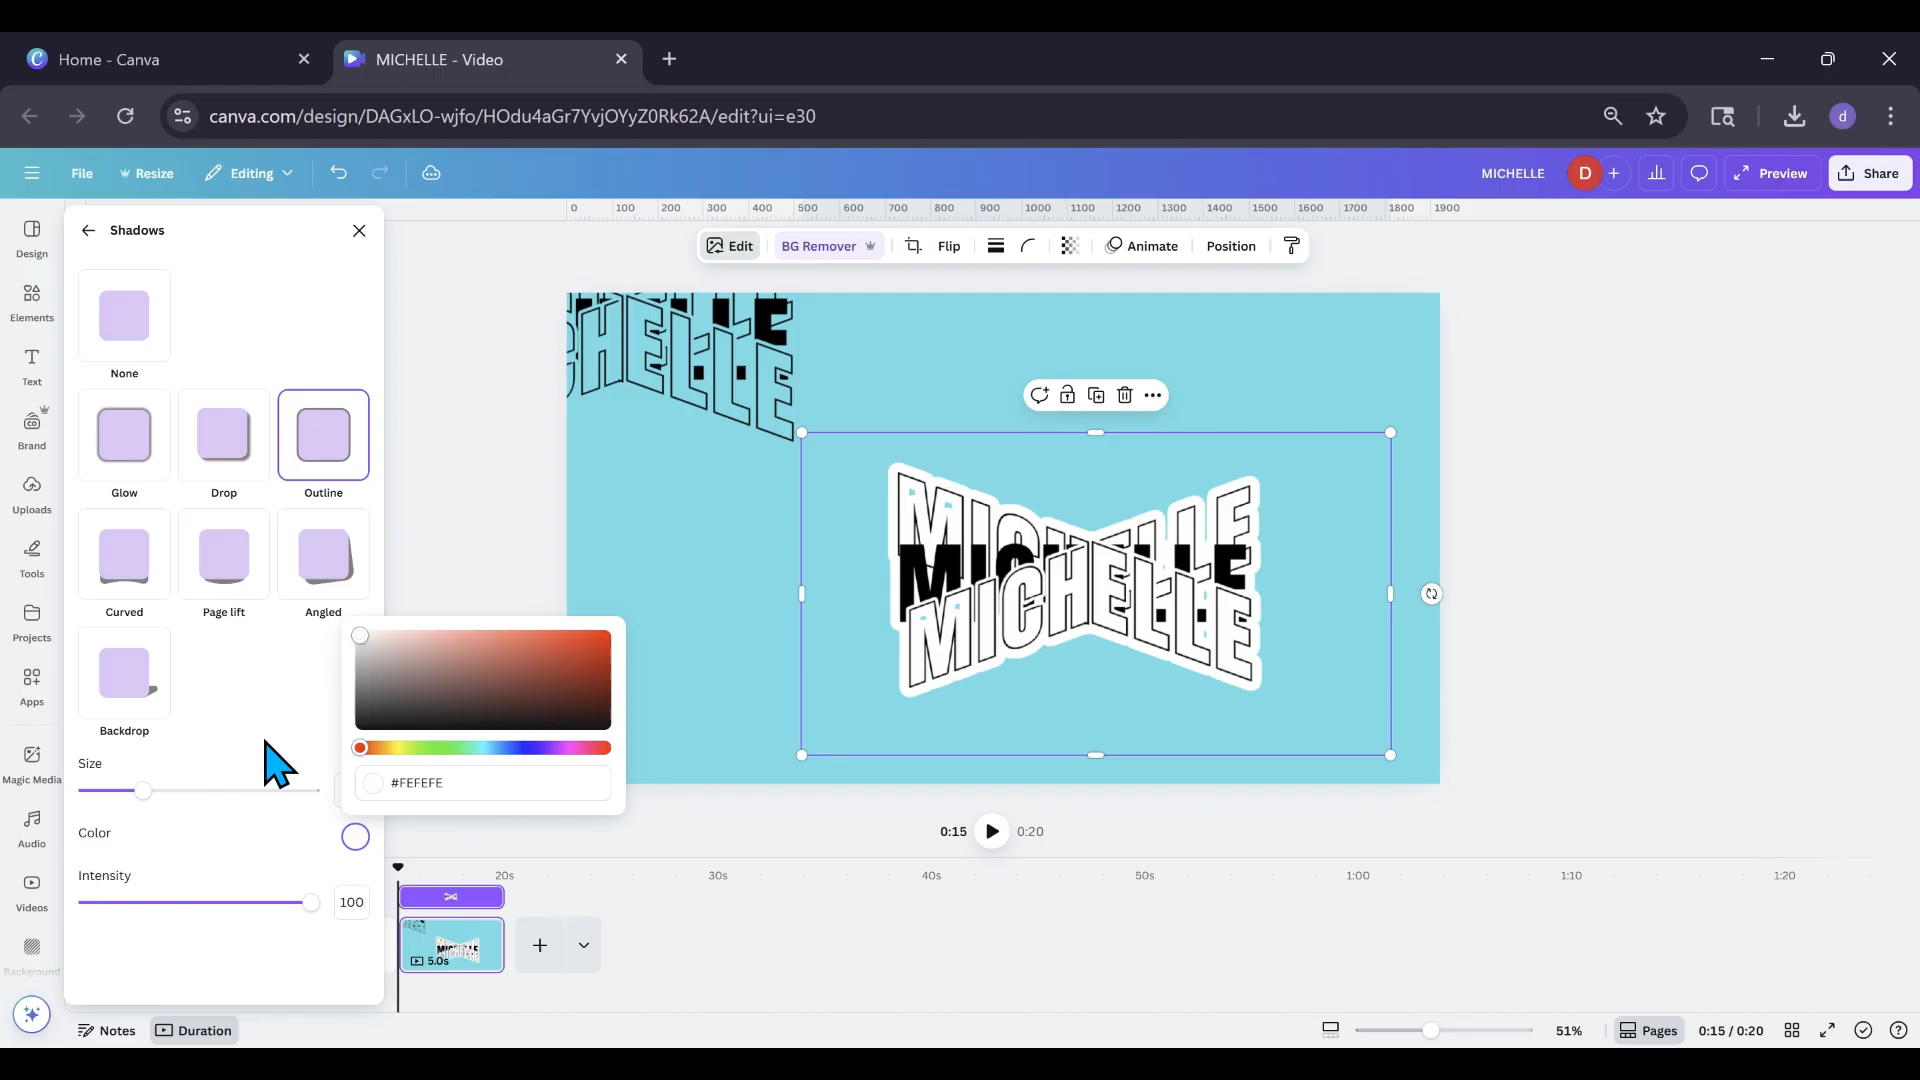 Home - Canva
MICHELLE - Video
canva.com/design/DAGxLO-wjfo/HOdu4aGr7YvjOYyZ0Rk62A/edit?ui=e30
d
File
Resize
Editing
MICHELLE
D
Preview
Share
Design
Elements
Text
Brand
Uploads
Tools
Projects
Apps
Magic Media
Audio
Videos
Background
Shadows
None
Glow
Drop
Outline
Curved
Page lift
Angled
Backdrop
Size
Color
Intensity
100
#FEFEFE
0 100 200 300 400 500 600 700 800 900 1000 1100 1200 1300 1400 1500 1600 1700 1800 1900
Edit
BG Remover
Flip
Animate
Position
CHELLE
MICHELLE
MICHELLE
MICHELLE
0:15
0:20
20s
30s
40s
50s
1:00
1:10
1:20
MICHELLE
5.0s
Notes
Duration
51%
Pages
0:15 / 0:20